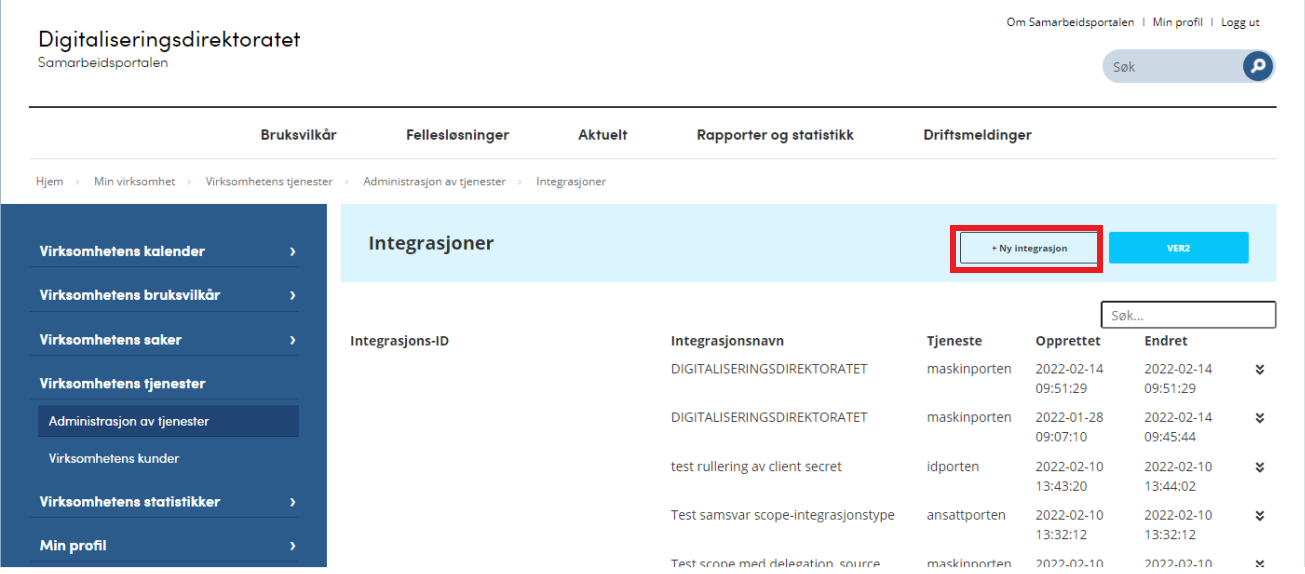 Om Samarbeidsportalen | Min profil | Logg ut
Digitaliseringsdirektoratet
Samarbeidsportalen
Søk
Bruksvilkår Fellesløsninger Aktuelt Rapporter og statistikk Driftsmeldinger
Hjem › Min virksomhet › Virksomhetens tjenester › Administrasjon av tjenester › Integrasjoner
Virksomhetens kalender
Virksomhetens bruksvilkår
Virksomhetens saker
Virksomhetens tjenester
Administrasjon av tjenester
Virksomhetens kunder
Virksomhetens statistikker
Min profil
Integrasjoner
+ Ny integrasjon
VER2
Søk...
Integrasjons-ID Integrasjonsnavn Tjeneste Opprettet Endret
DIGITALISERINGSDIREKTORATET maskinporten 2022-02-14 2022-02-14
09:51:29 09:51:29
DIGITALISERINGSDIREKTORATET maskinporten 2022-01-28 2022-02-14
09:07:10 09:45:44
test rullering av client secret idporten 2022-02-10 2022-02-10
13:43:20 13:44:02
Test samsvar scope-integrasjonstype ansattporten 2022-02-10 2022-02-10
13:32:12 13:32:12
Test scope med delegation_source maskinporten 2022-02-10 2022-02-10